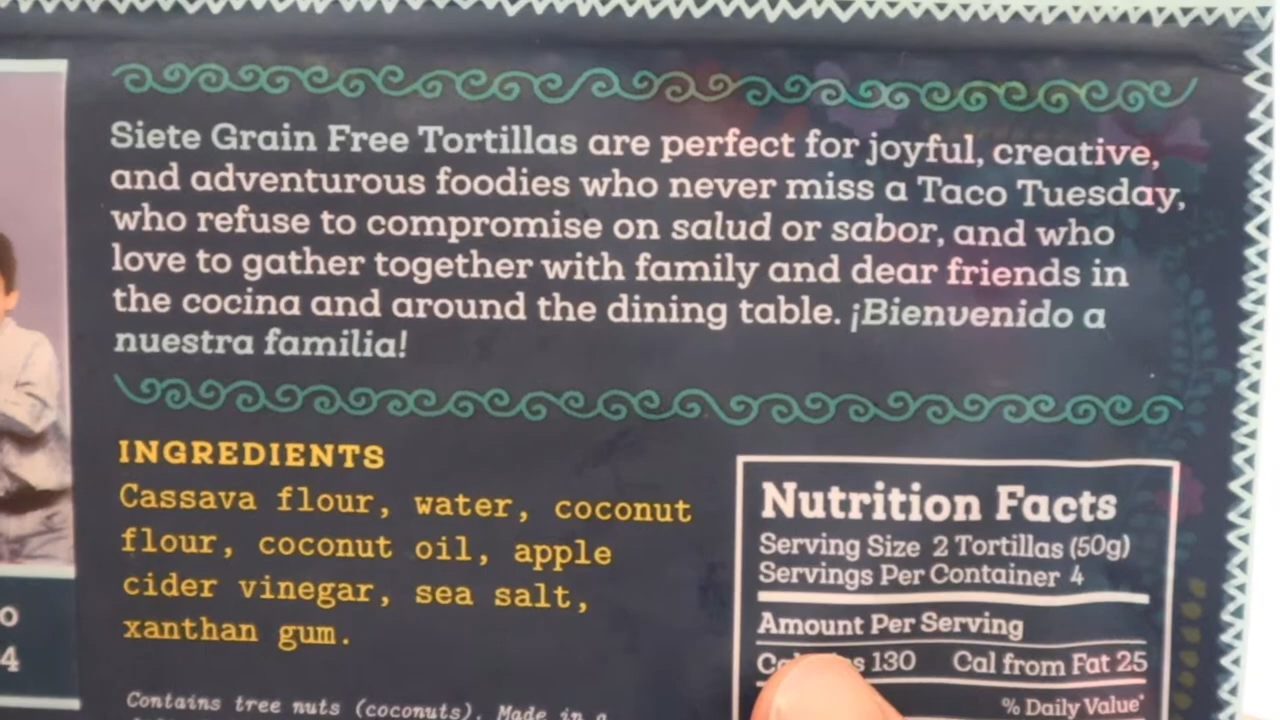 Siete Grain Free Tortillas are perfect for joyful, creative,
and adventurous foodies who never miss a Taco Tuesday,
who refuse to compromise on salud or sabor, and who
love to gather together with family and dear friends in
the cocina and around the dining table. ¡Bienvenido a
nuestra familia!
INGREDIENTS
Cassava flour, water, coconut
flour, coconut oil, apple
cider vinegar, sea salt,
xanthan gum.
Contains tree nuts (coconuts). Made in a
Nutrition Facts
Serving Size 2 Tortillas (50g)
Servings Per Container 4
Amount Per Serving
130 Cal from Fat 25
% Daily Value*